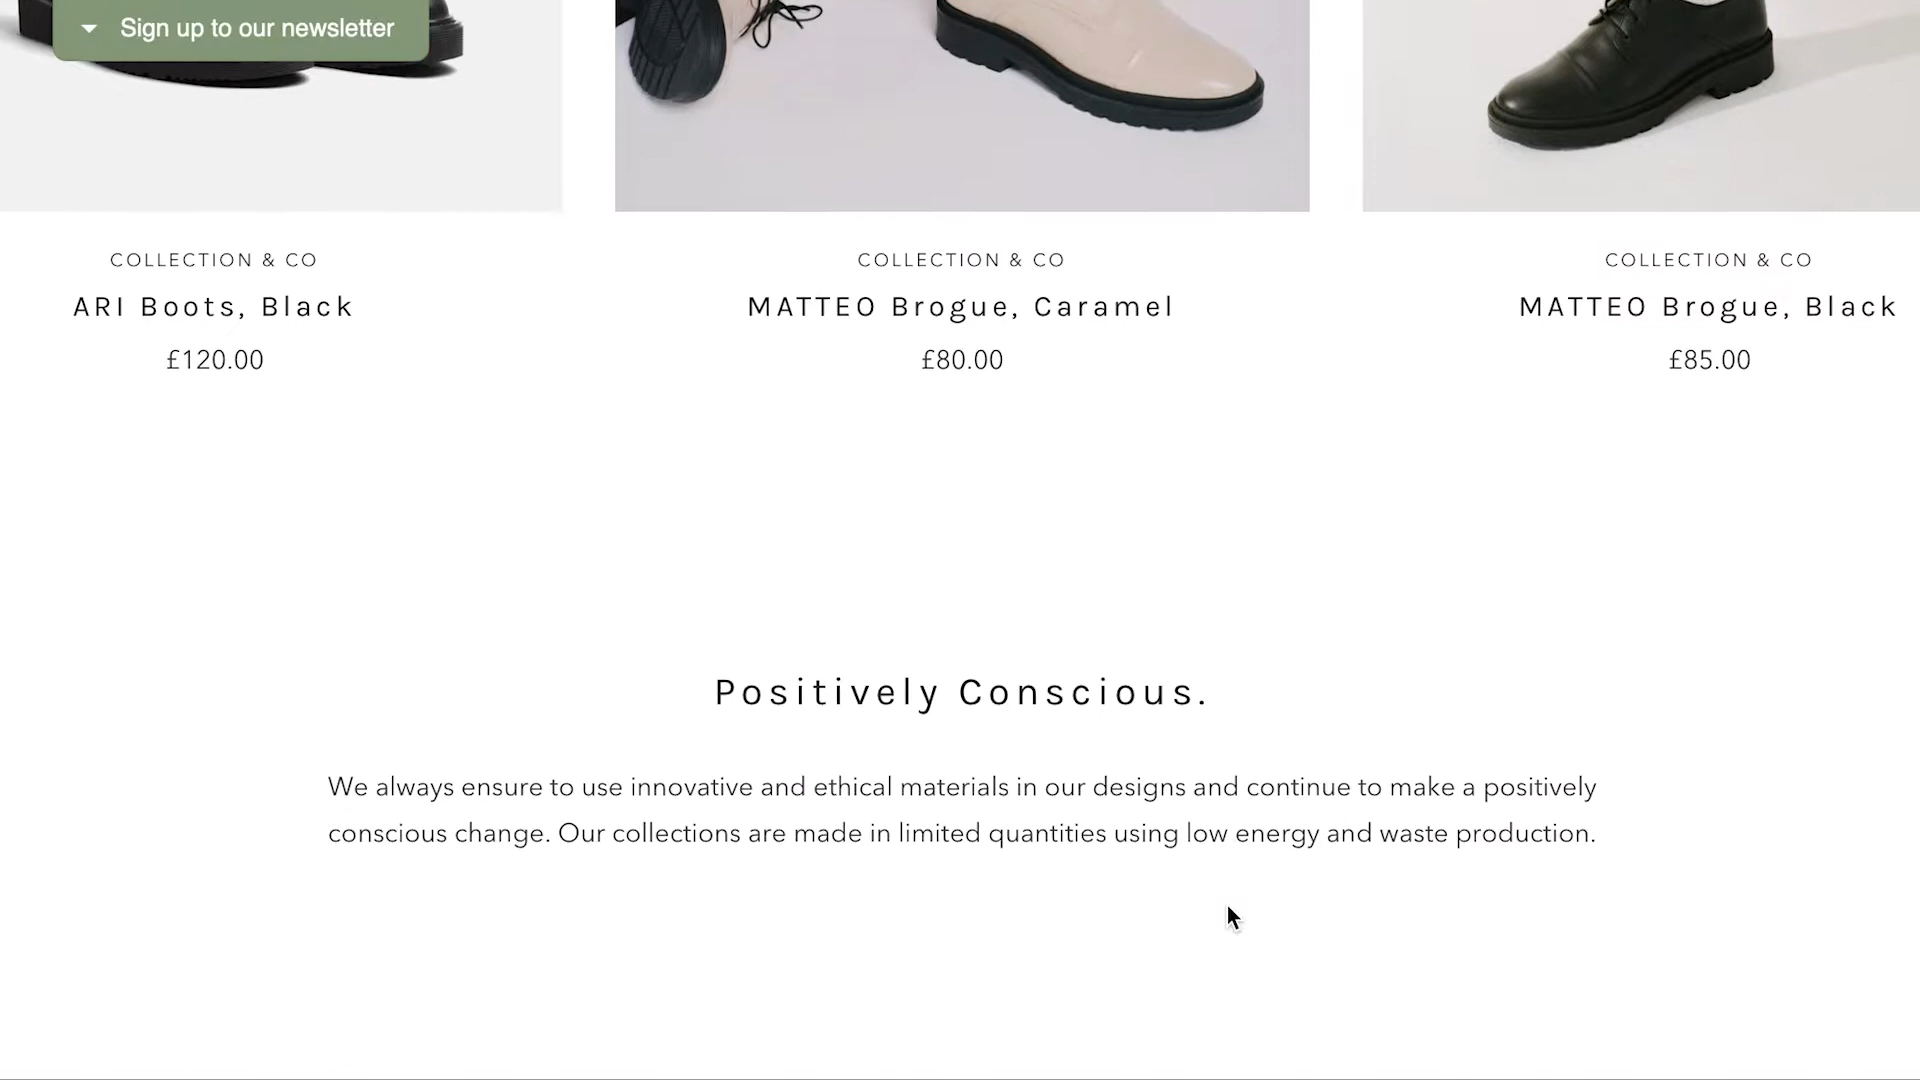 Sign up to our newsletter
COLLECTION & CO
ARI Boots, Black
£120.00
COLLECTION & CO
MATTEO Brogue, Caramel
£80.00
COLLECTION & CO
MATTEO Brogue, Black
£85.00
Positively Conscious.
We always ensure to use innovative and ethical materials in our designs and continue to make a positively
conscious change. Our collections are made in limited quantities using low energy and waste production.